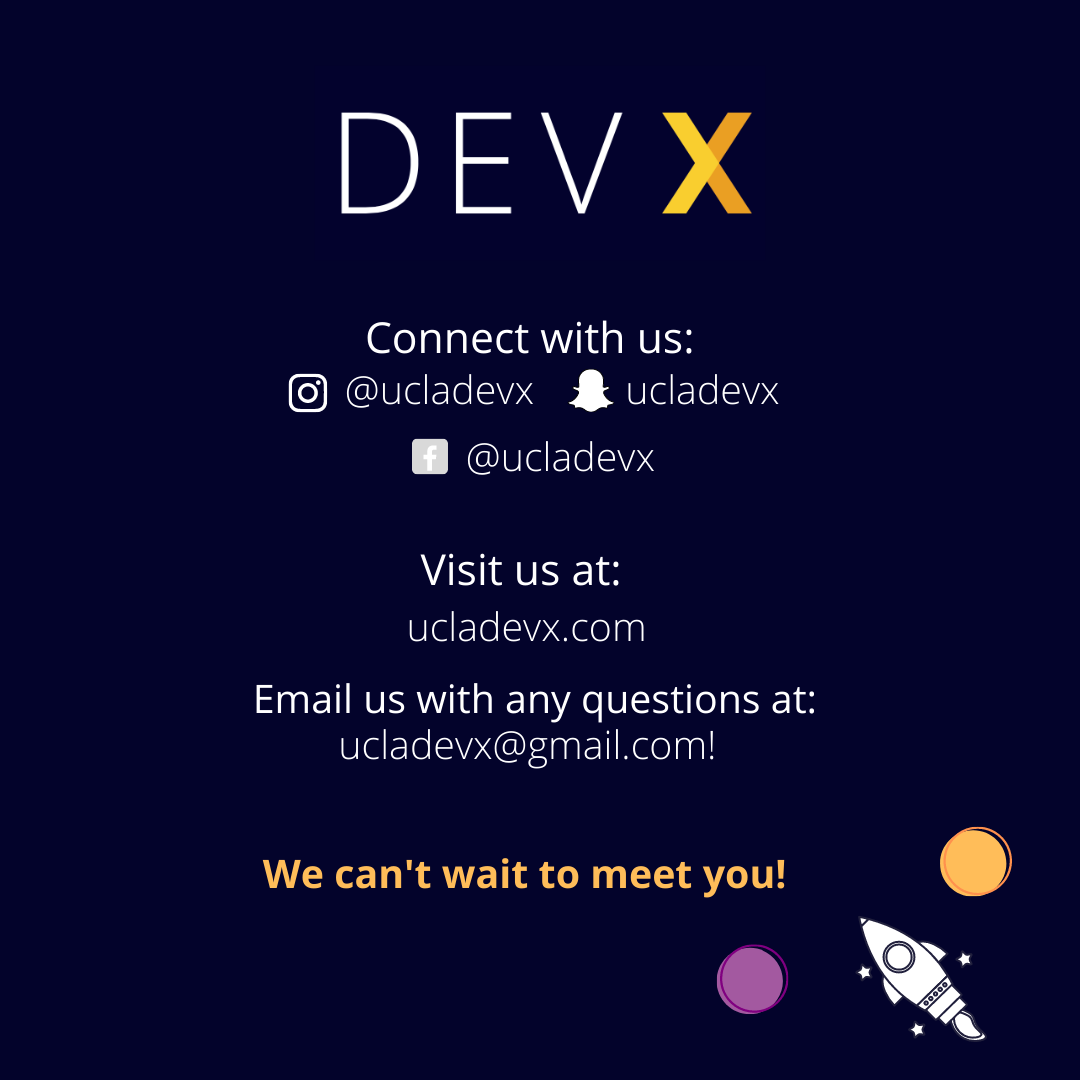 DEVX
Connect with us:
@ucladevx ucladevx
@ucladevx
Visit us at:
ucladevx.com
Email us with any questions at:
ucladevx@gmail.com!
We can't wait to meet you!